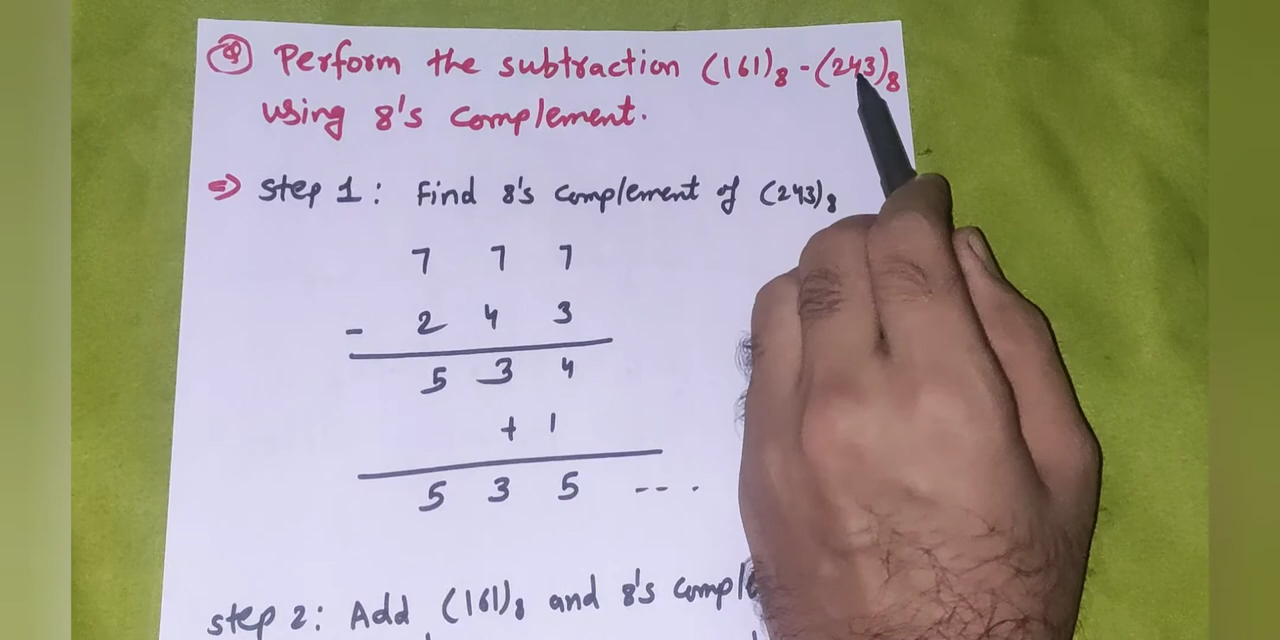 Q Perform the subtraction (161)8 - (243)8
using 8's complement.
⇒ step 1: Find 8's complement of (243)8
7 7 7
- 2 4 3
5 3 4
+ 1
5 3 5 --- .
step 2: Add (161)8 and 8's